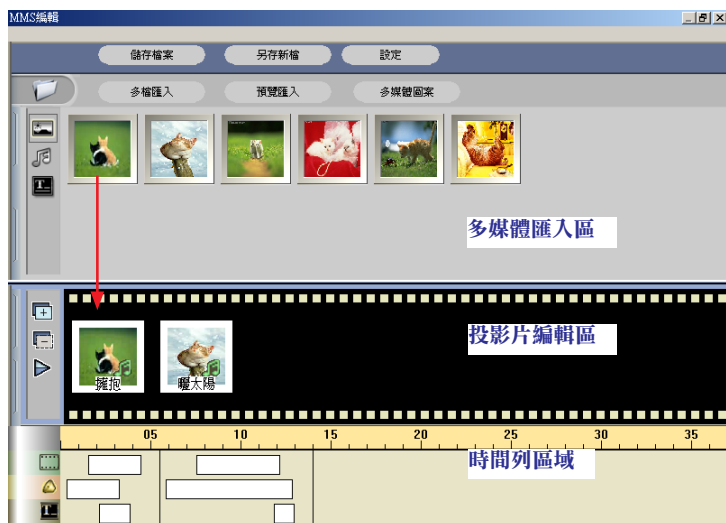 MMS編輯
儲存檔案 另存新檔 設定
多檔匯入 預覽匯入 多媒體圖案
多媒體匯入區
投影片編輯區
擁抱 曬太陽
05 10 15 20 25 30 35
時間列區域